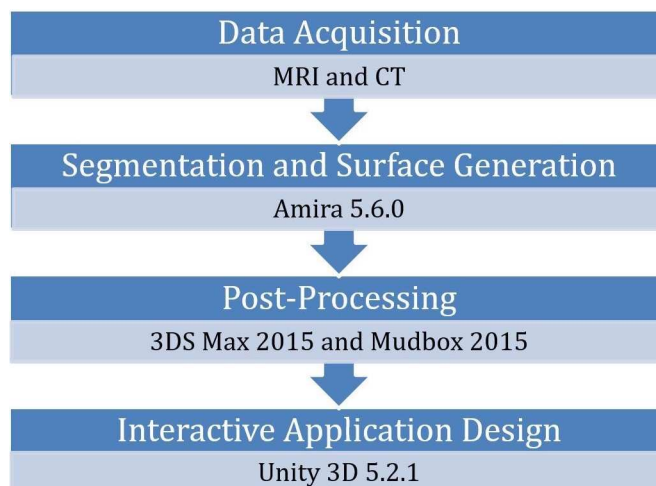 Data Acquisition
MRI and CT
Segmentation and Surface Generation
Amira 5.6.0
Post-Processing
3DS Max 2015 and Mudbox 2015
Interactive Application Design
Unity 3D 5.2.1